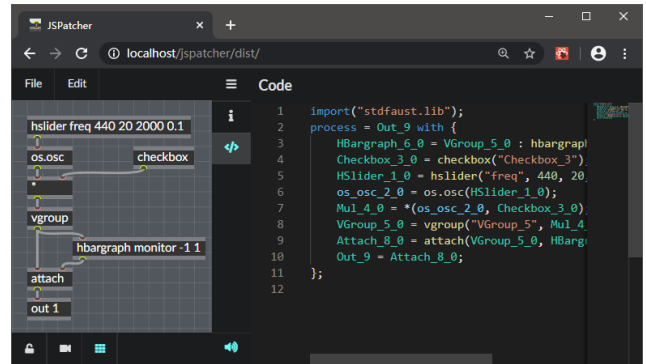 JSPatcher
localhost/jspatcher/dist/
File Edit
Code
hslider freq 440 20 2000 0.1
os.osc checkbox
*
vgroup
hbargraph monitor -1 1
attach
out 1
1 import("stdfaust.lib");
2 process = Out_9 with {
3 HBargraph_6_0 = VGroup_5_0 : hbargraph
4 Checkbox_3_0 = checkbox("Checkbox_3")
5 HSlider_1_0 = hslider("freq", 440, 20,
6 os_osc_2_0 = os.osc(HSlider_1_0);
7 Mul_4_0 = *(os_osc_2_0, Checkbox_3_0)
8 VGroup_5_0 = vgroup("VGroup_5", Mul_4_
9 Attach_8_0 = attach(VGroup_5_0, HBarg
10 Out_9 = Attach_8_0;
11 };
12